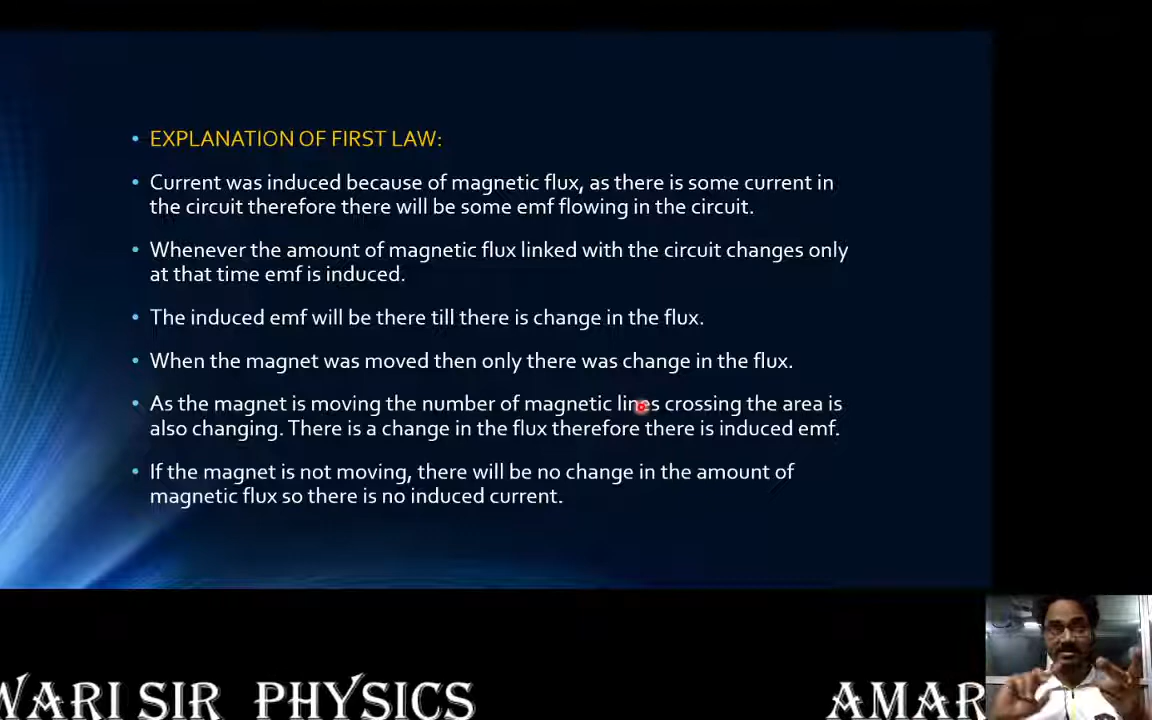 • EXPLANATION OF FIRST LAW:
• Current was induced because of magnetic flux, as there is some current in
the circuit therefore there will be some emf flowing in the circuit.
• Whenever the amount of magnetic flux linked with the circuit changes only
at that time emf is induced.
• The induced emf will be there till there is change in the flux.
• When the magnet was moved then only there was change in the flux.
• As the magnet is moving the number of magnetic lines crossing the area is
also changing. There is a change in the flux therefore there is induced emf.
• If the magnet is not moving, there will be no change in the amount of
magnetic flux so there is no induced current.
WARI SIR PHYSICS AMAR